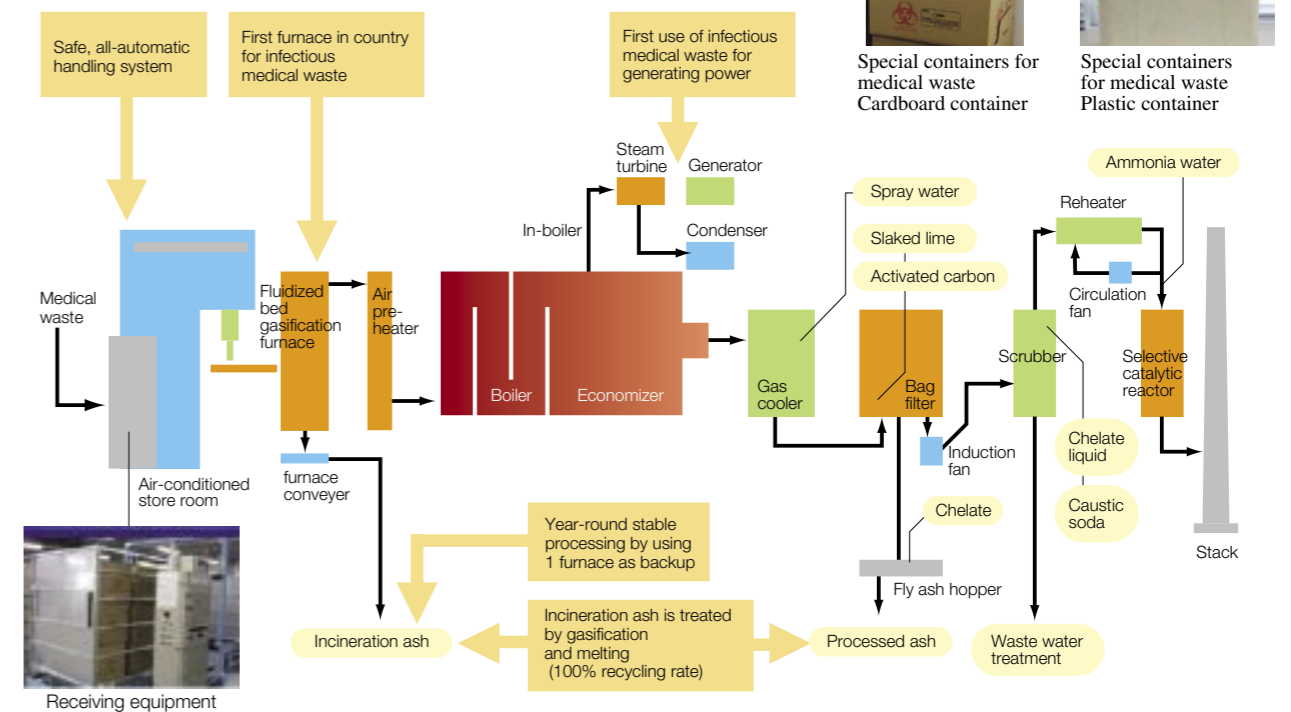 Safe, all-automatic
handling system
First furnace in country
for infectious
medical waste
First use of infectious
medical waste for
generating power
Special containers for
medical waste
Cardboard container
Special containers
for medical waste
Plastic container
Steam
turbine
Generator
In-boiler
Condenser
Spray water
Slaked lime
Activated carbon
Ammonia water
Reheater
Circulation
fan
Medical
waste
Fluidized
bed
gasification
furnace
Air
pre-
heater
Boiler
Economizer
Gas
cooler
Bag
filter
Induction
fan
Scrubber
Selective
catalytic
reactor
Chelate
liquid
Caustic
soda
Stack
Air-conditioned
store room
furnace
conveyer
Receiving equipment
Year-round stable
processing by using
1 furnace as backup
Chelate
Fly ash hopper
Incineration ash
Incineration ash is treated
by gasification
and melting
(100% recycling rate)
Processed ash
Waste water
treatment